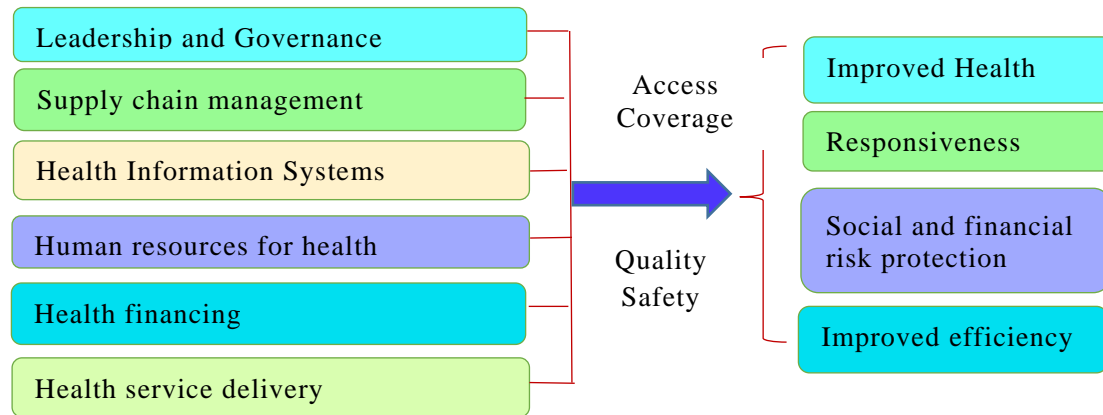 Leadership and Governance
Supply chain management
Health Information Systems
Human resources for health
Health financing
Health service delivery
Access
Coverage
Quality
Safety
Improved Health
Responsiveness
Social and financial
risk protection
Improved efficiency